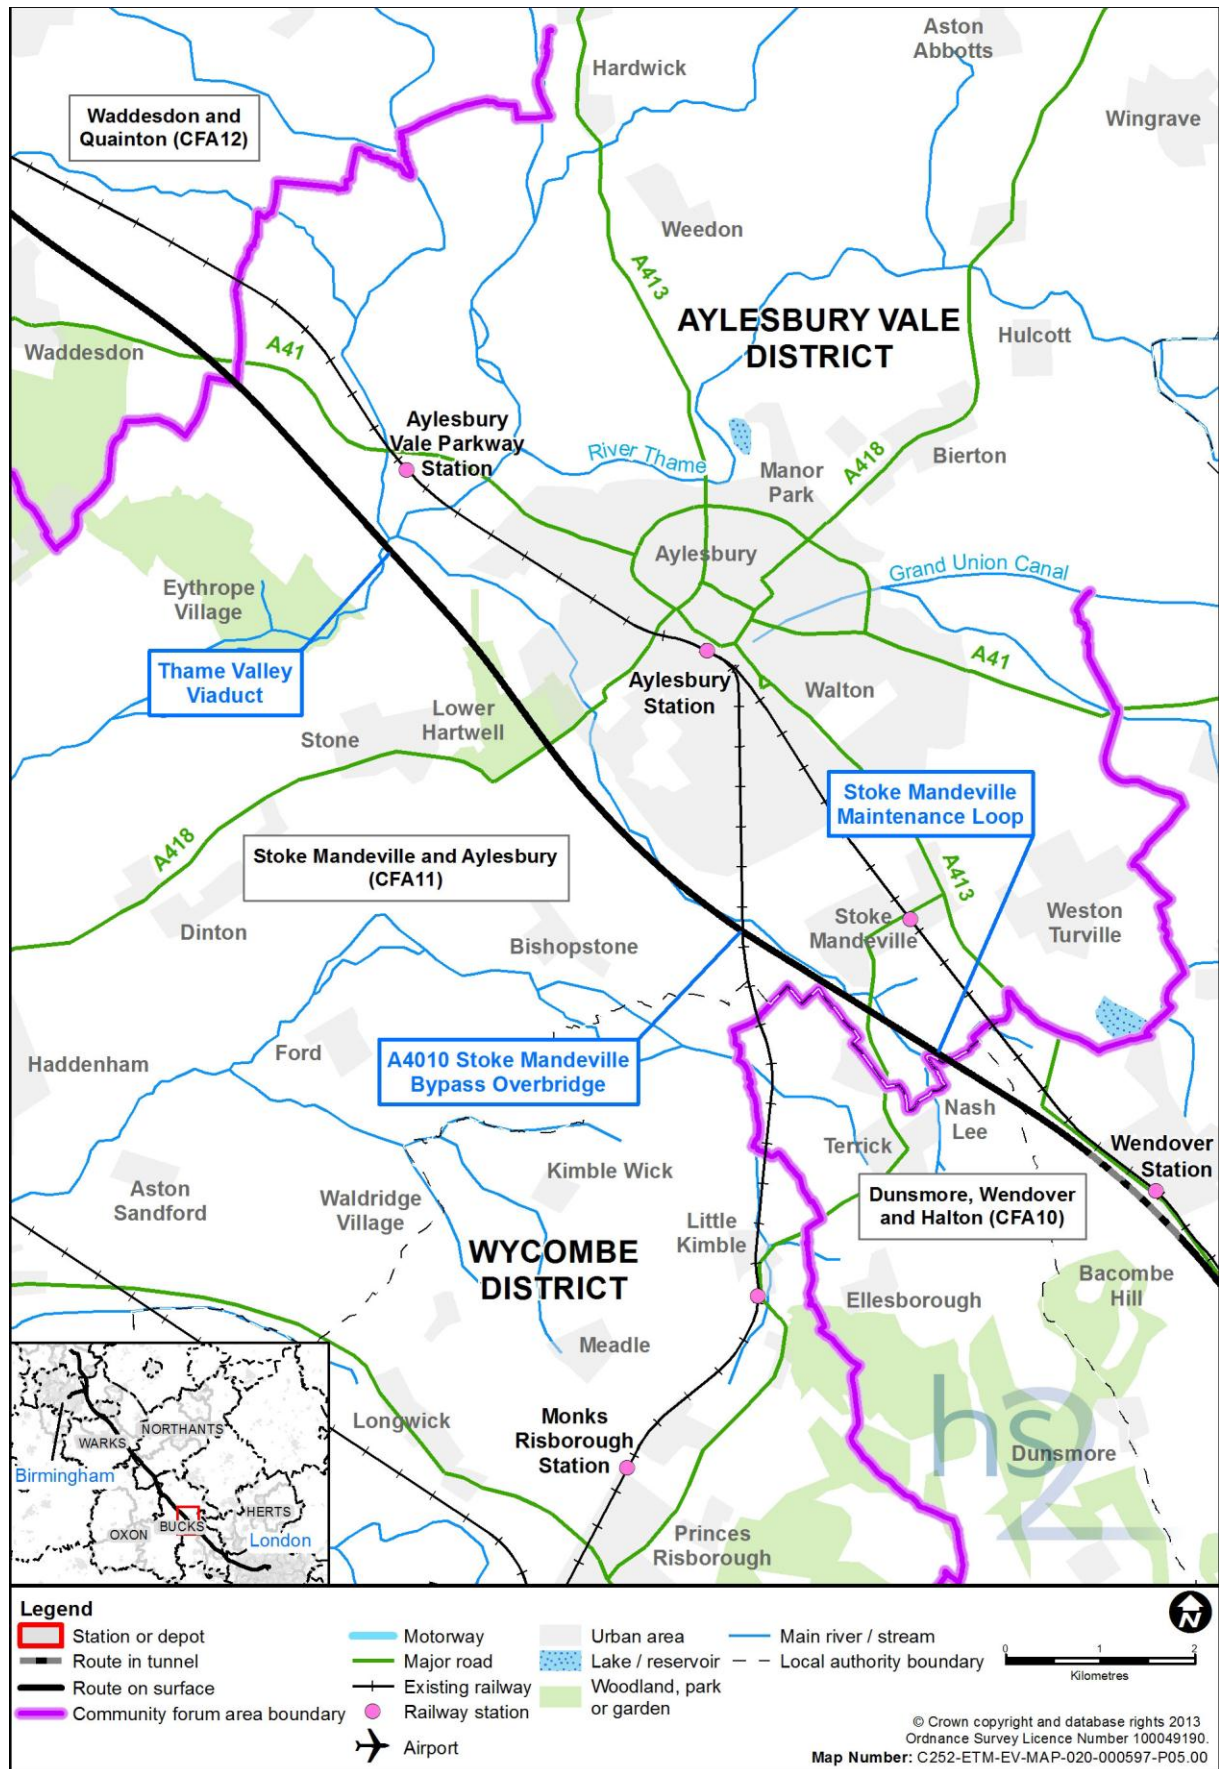 Aston
Abbotts
Hardwick
Waddesdon and
Quainton (CFA12)
Wingrave
Weedon
A413
AYLESBURY VALE
DISTRICT
Hulcott
Waddesdon
A41
Aylesbury
Vale Parkway
Station
River Thame
Manor
Park
A418
Bierton
Aylesbury
Grand Union Canal
Eythrope
Village
Thame Valley
Viaduct
A41
Aylesbury
Station
Walton
Lower
Hartwell
Stone
Stoke Mandeville
Maintenance Loop
A418
Stoke Mandeville and Aylesbury
(CFA11)
A413
Stoke
Mandeville
Weston
Turville
Dinton
Bishopstone
Haddenham
Ford
A4010 Stoke Mandeville
Bypass Overbridge
Nash
Lee
Terrick
Wendover
Station
Kimble Wick
Aston
Sandford
Waldridge
Village
Dunsmore, Wendover
and Halton (CFA10)
Little
Kimble
WYCOMBE
DISTRICT
Bacombe
Hill
Ellesborough
Meadle
Longwick
Monks
Risborough
Station
hs2
Dunsmore
Princes
Risborough
NORTHANTS
WARKS
Birmingham
HERTS
BUCKS
OXON
London
Legend
Station or depot
Route in tunnel
Route on surface
Community forum area boundary
Motorway
Major road
Existing railway
Railway station
Airport
Urban area
Lake / reservoir
Woodland, park
or garden
Main river / stream
Local authority boundary
N
0 1 2
Kilometres
© Crown copyright and database rights 2013
Ordnance Survey Licence Number 100049190.
Map Number: C252-ETM-EV-MAP-020-000597-P05.00